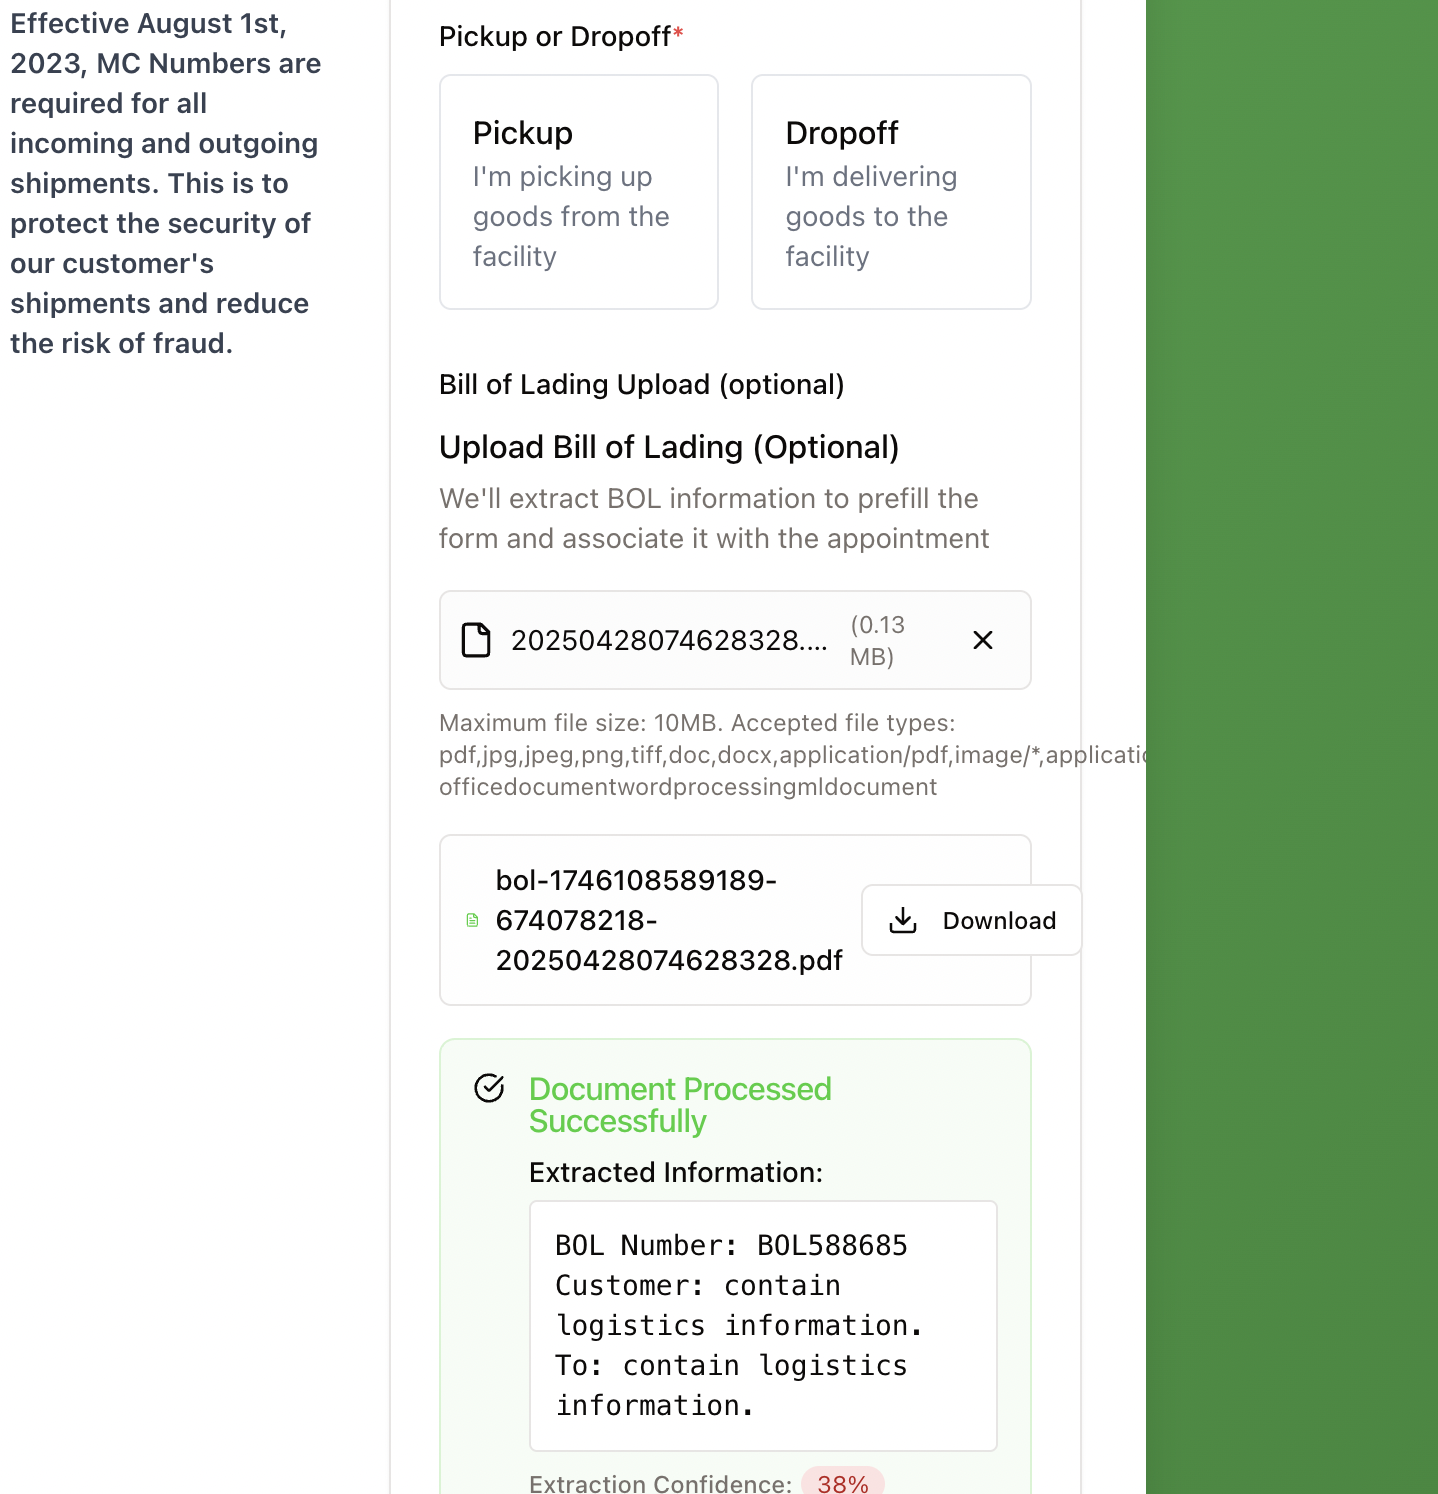 Effective August 1st,
2023, MC Numbers are
required for all
incoming and outgoing
shipments. This is to
protect the security of
our customer's
shipments and reduce
the risk of fraud.
Pickup or Dropoff*
Pickup
I'm picking up
goods from the
facility
Dropoff
I'm delivering
goods to the
facility
Bill of Lading Upload (optional)
Upload Bill of Lading (Optional)
We'll extract BOL information to prefill the
form and associate it with the appointment
20250428074628328....
(0.13
MB)
Maximum file size: 10MB. Accepted file types:
pdf,jpg,jpeg,png,tiff,doc,docx,application/pdf,image/*,applicatic
officedocumentwordprocessingmldocument
bol-1746108589189-
674078218-
20250428074628328.pdf
Download
Document Processed
Successfully
Extracted Information:
BOL Number: BOL588685
Customer: contain
logistics information.
To: contain logistics
information.
Extraction Confidence: 38%